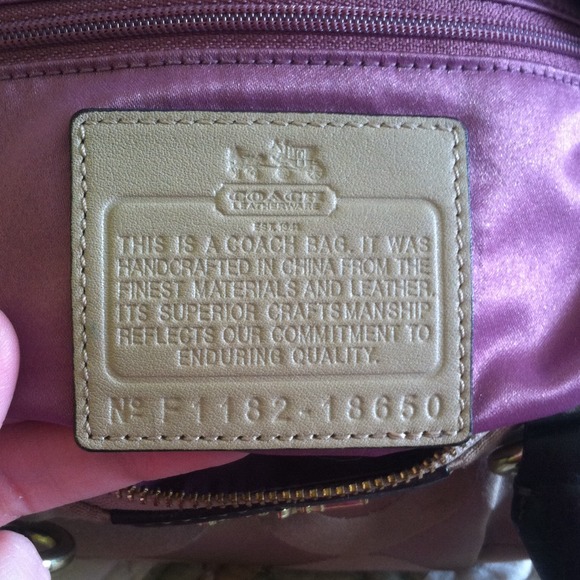 COACH
LEATHERWARE
EST. 1941
THIS IS A COACH BAG. IT WAS
HANDCRAFTED IN CHINA FROM THE
FINEST MATERIALS AND LEATHER.
ITS SUPERIOR CRAFTSMANSHIP
REFLECTS OUR COMMITMENT TO
ENDURING QUALITY.
Nº F1182-18650